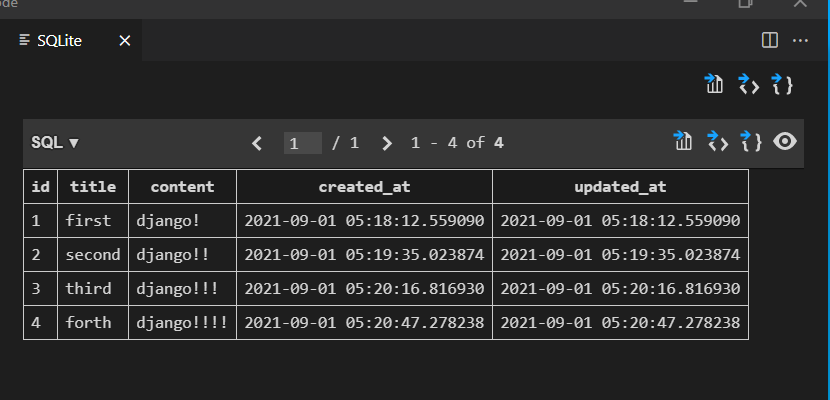 ode
SQLite
SQL ▾ 1 / 1 1 - 4 of 4
id title content created_at updated_at
1 first django! 2021-09-01 05:18:12.559090 2021-09-01 05:18:12.559090
2 second django!! 2021-09-01 05:19:35.023874 2021-09-01 05:19:35.023874
3 third django!!! 2021-09-01 05:20:16.816930 2021-09-01 05:20:16.816930
4 forth django!!!! 2021-09-01 05:20:47.278238 2021-09-01 05:20:47.278238